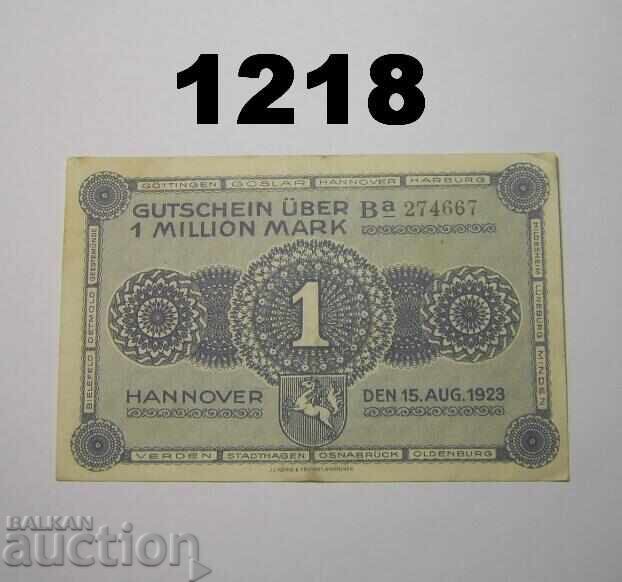 1218
GÖTTINGEN GOSLAR HANNOVER HARBURG
GUTSCHEIN ÜBER
1 MILLION MARK
Ba 274667
BIELEFELD DETMOLD GEESTEMÜNDE
HILDESHEIM LÜNEBURG MINDEN
1
HANNOVER
DEN 15. AUG. 1923
VERDEN STADTHAGEN OSNABRÜCK OLDENBURG
BALKAN
auction